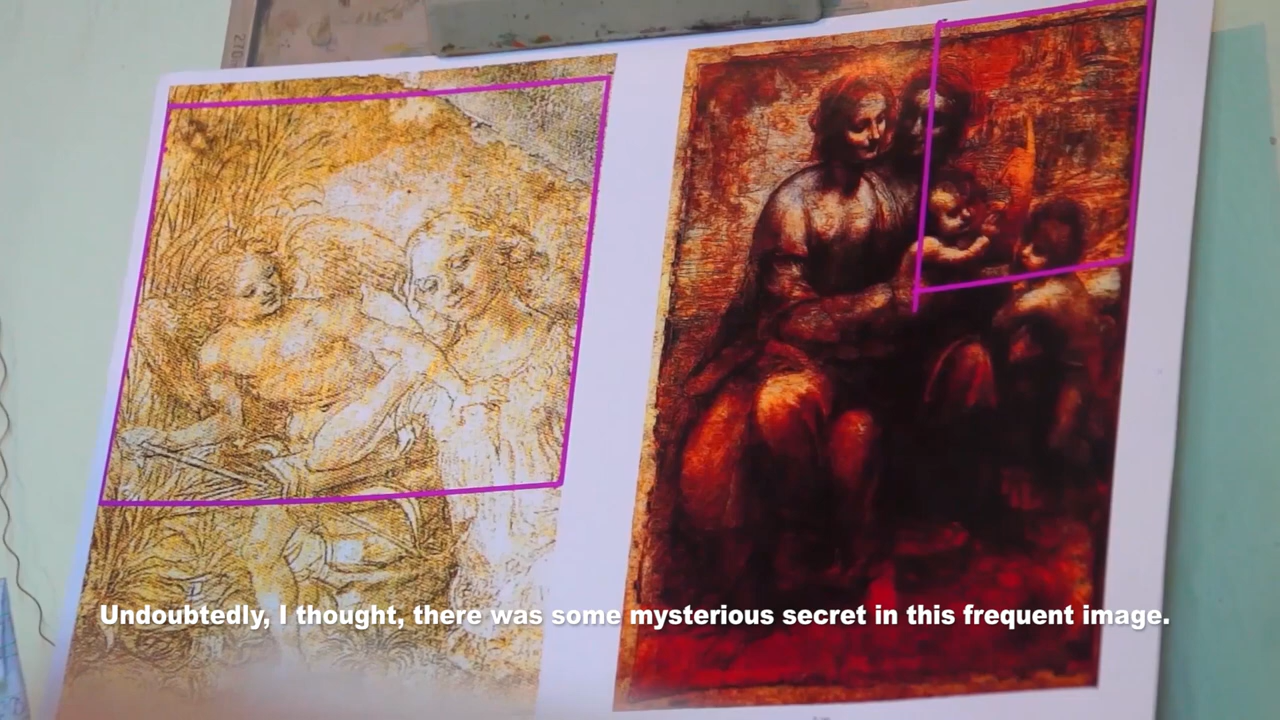 Undoubtedly, I thought, there was some mysterious secret in this frequent image.